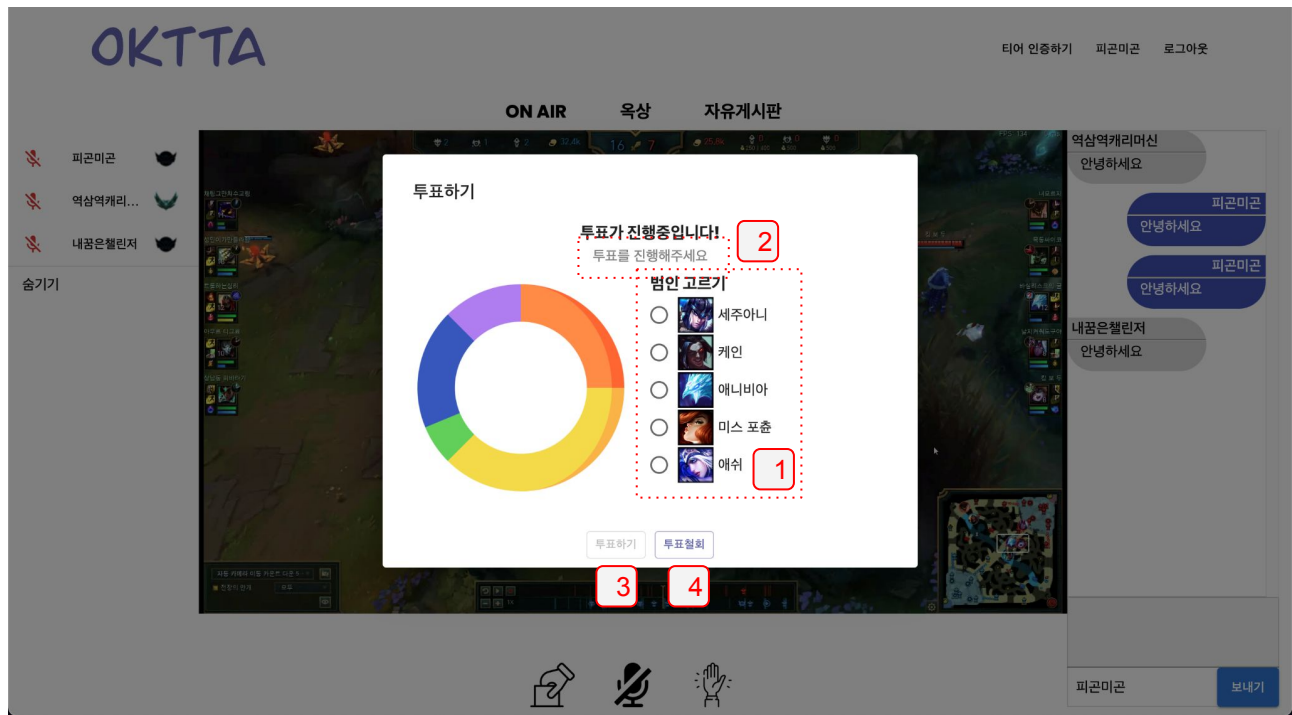 OKTTA
티어 인증하기 피곤미곤 로그아웃
ON AIR 옥상 자유게시판
피곤미곤
역삼역캐리...
내꿈은챌린저
숨기기
16 7
투표하기
투표가 진행중입니다!
투표를 진행해주세요
2
범인 고르기
세주아니
케인
애니비아
미스 포츈
애쉬
1
투표하기 투표철회
3 4
역삼역캐리머신
안녕하세요
피곤미곤
안녕하세요
피곤미곤
안녕하세요
내꿈은챌린저
안녕하세요
피곤미곤 보내기